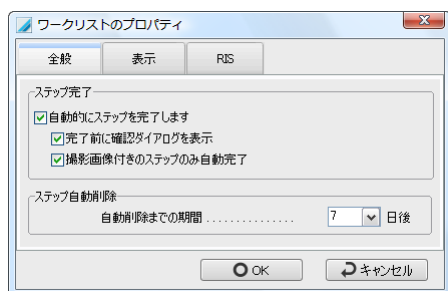 ワークリストのプロパティ
全般 表示 RIS
ステップ完了
自動的にステップを完了します
完了前に確認ダイアログを表示
撮影画像付きのステップのみ自動完了
ステップ自動削除
自動削除までの期間 .............. 7 日後
OK キャンセル